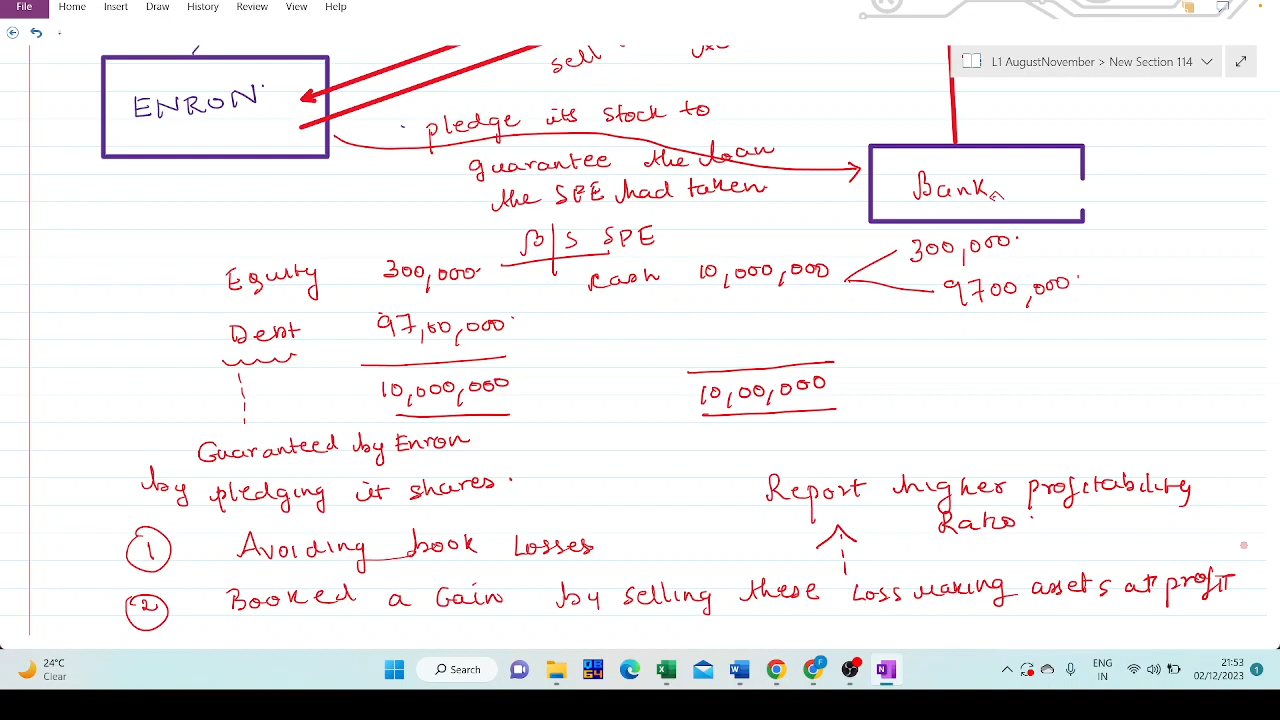 File Home Insert Draw History Review View Help
L1 AugustNovember > New Section 114
sell
ENRON
pledge its stock to
guarantee the loan
the SPE had taken
Bank
B S SPE
Equity 300,000 Cash 10,000,000 300,000
9700,000
Debt 97,00,000
10,000,000 10,00,000
Guaranteed by Enron
by pledging it shares.
Report higher profitability
Ratio.
1 Avoiding book Losses
2 Booked a Gain by selling these Loss making assets at profit
24°C
Clear
Search
ENG
IN
21:53
02/12/2023